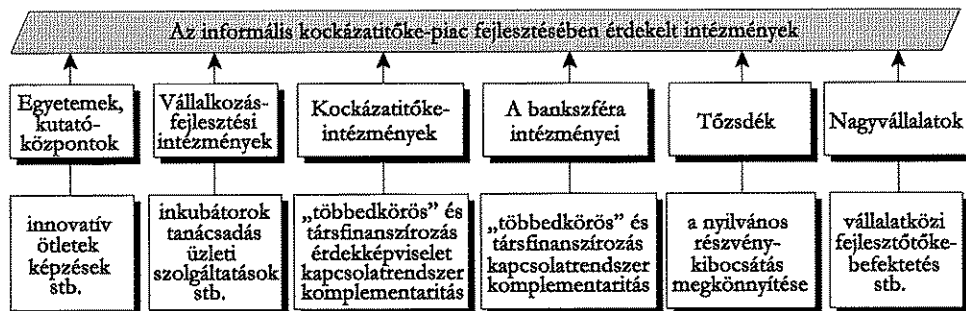 Az informális kockázatitőke-piac fejlesztésében érdekelt intézmények
Egyetemek,
kutató-
központok
Vállalkozás-
fejlesztési
intézmények
Kockázatitőke-
intézmények
A bankszféra
intézményei
Tőzsdék
Nagyvállalatok
innovatív
ötletek
képzések
stb.
inkubátorok
tanácsadás
üzleti
szolgáltatások
stb.
„többedkörös” és
társfinanszírozás
érdekképviselet
kapcsolatrendszer
komplementaritás
„többedkörös” és
társfinanszírozás
kapcsolatrendszer
komplementaritás
a nyilvános
részvény-
kibocsátás
megkönnyítése
vállalatközi
fejlesztőtőke-
befektetés
stb.